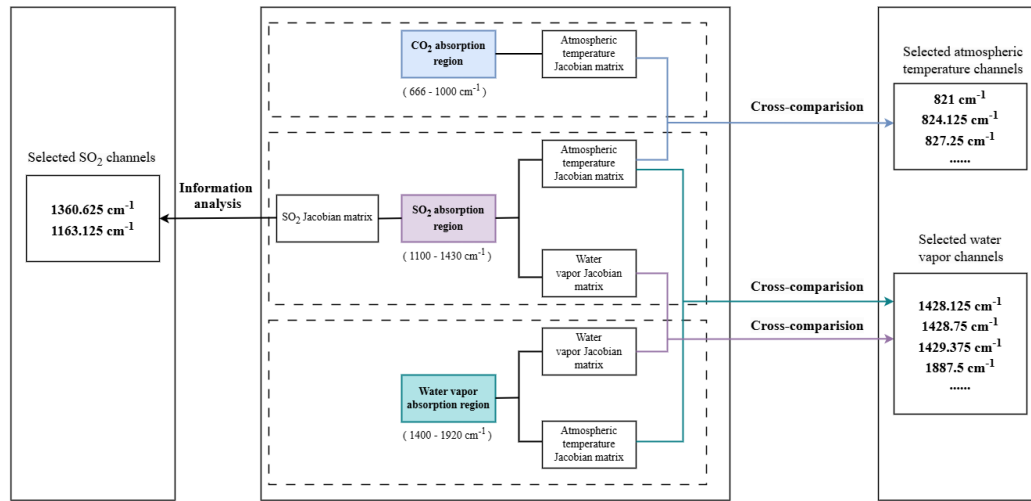 Selected SO2 channels
1360.625 cm-1
1163.125 cm-1
Information
analysis
CO2 absorption
region
( 666 - 1000 cm-1 )
Atmospheric
temperature
Jacobian matrix
SO2 Jacobian matrix
SO2 absorption
region
( 1100 - 1430 cm-1 )
Atmospheric
temperature
Jacobian matrix
Water
vapor Jacobian
matrix
Water vapor
absorption region
( 1400 - 1920 cm-1 )
Water
vapor Jacobian
matrix
Atmospheric
temperature
Jacobian matrix
Cross-comparision
Cross-comparision
Cross-comparision
Selected atmospheric
temperature channels
821 cm-1
824.125 cm-1
827.25 cm-1
......
Selected water
vapor channels
1428.125 cm-1
1428.75 cm-1
1429.375 cm-1
1887.5 cm-1
......